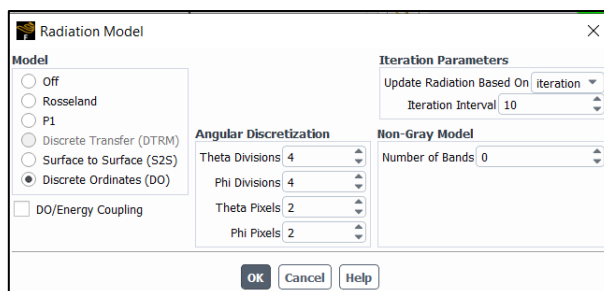 Radiation Model
Model
Off
Rosseland
P1
Discrete Transfer (DTRM)
Surface to Surface (S2S)
Discrete Ordinates (DO)
DO/Energy Coupling
Angular Discretization
Theta Divisions 4
Phi Divisions 4
Theta Pixels 2
Phi Pixels 2
Iteration Parameters
Update Radiation Based On iteration
Iteration Interval 10
Non-Gray Model
Number of Bands 0
OK Cancel Help